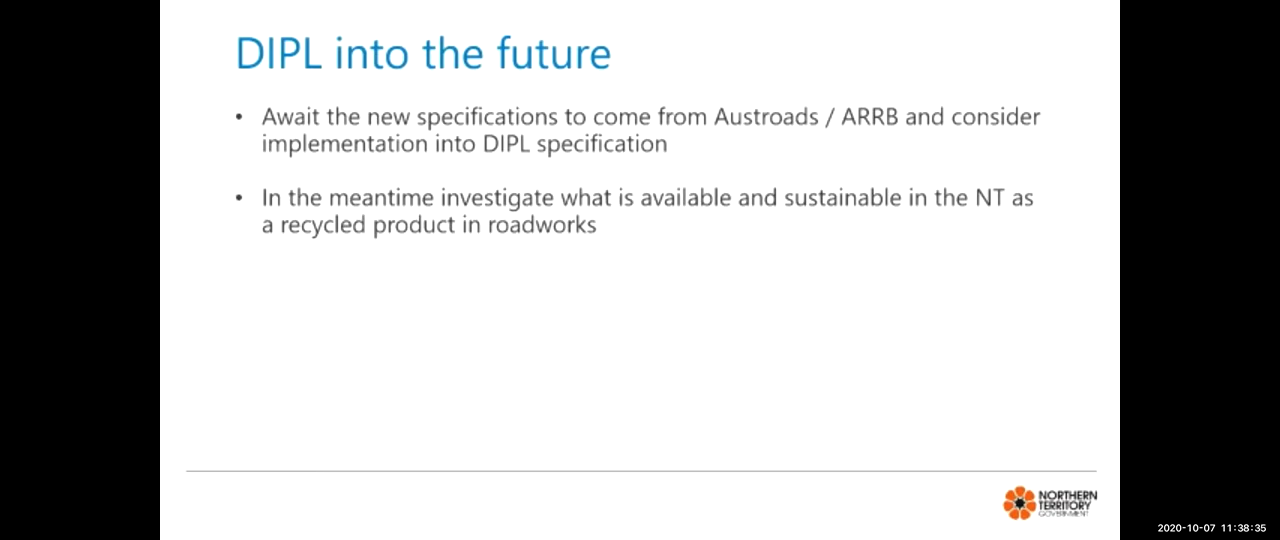 DIPL into the future
• Await the new specifications to come from Austroads / ARRB and consider
implementation into DIPL specification
• In the meantime investigate what is available and sustainable in the NT as
a recycled product in roadworks
NORTHERN
TERRITORY
GOVERNMENT
2020-10-07 11:38:35